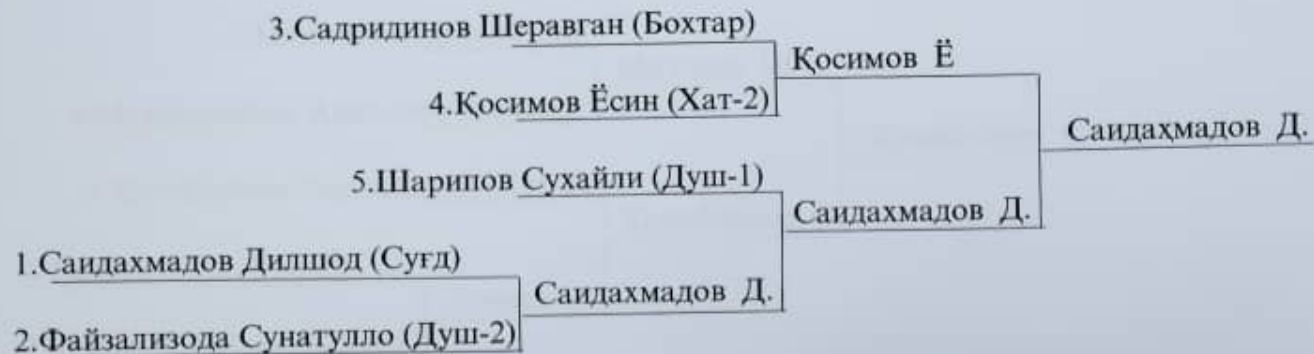 3.Садридинов Шеравган (Бохтар)
Қосимов Ё
4.Қосимов Ёсин (Хат-2)
Саидаҳмадов Д.
5.Шарипов Сухайли (Душ-1)
Саидахмадов Д.
1.Саидахмадов Дилшод (Суғд)
Саидахмадов Д.
2.Файзализода Сунатулло (Душ-2)